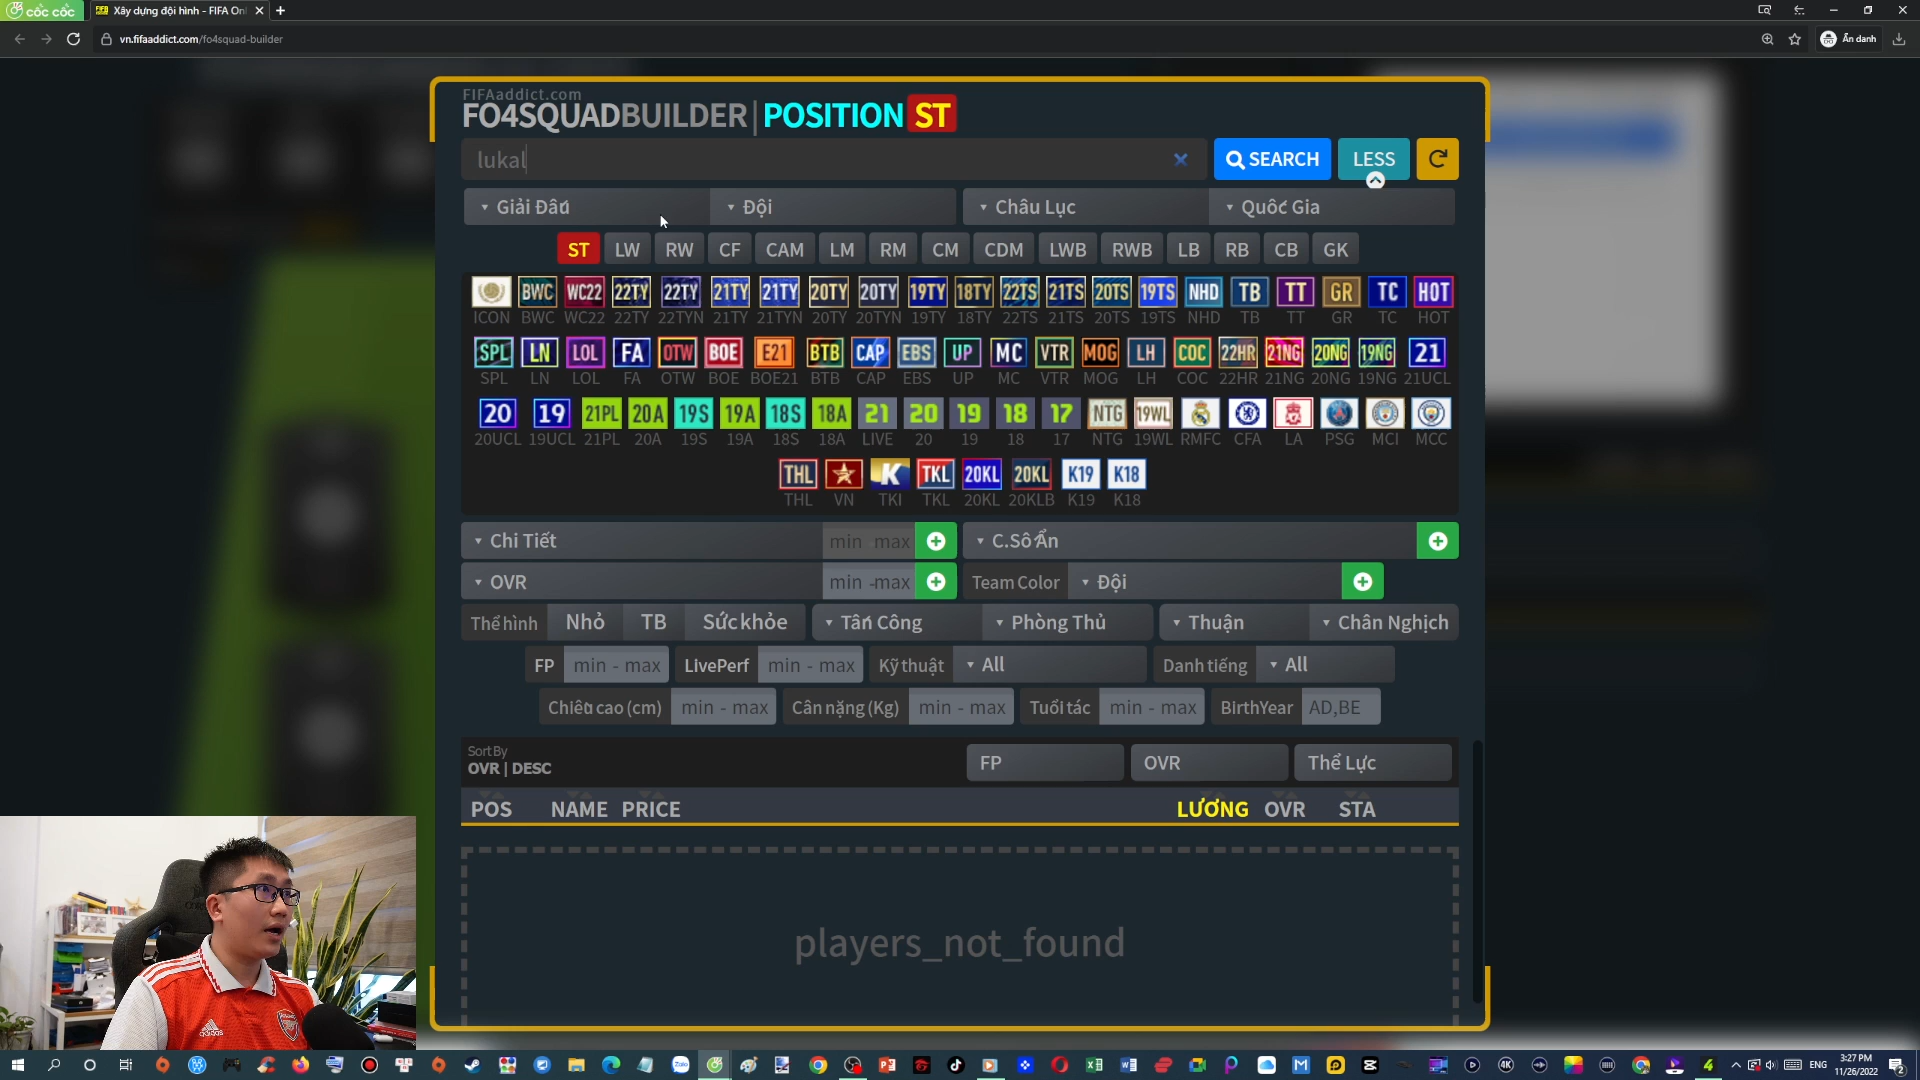 cốc cốc
Xây dựng đội hình - FIFA Onl
vn.fifaaddict.com/fo4squad-builder
Ẩn danh
FIFAaddict.com
FO4SQUADBUILDER | POSITION ST
lukal
SEARCH
LESS
Giải Đấu
Đội
Châu Lục
Quốc Gia
ST LW RW CF CAM LM RM CM CDM LWB RWB LB RB CB GK
BWC WC22 22TY 22TY 21TY 21TY 20TY 20TY 19TY 18TY 22TS 21TS 20TS 19TS NHD TB TT GR TC HOT
ICON BWC WC22 22TY 22TYN 21TY 21TYN 20TY 20TYN 19TY 18TY 22TS 21TS 20TS 19TS NHD TB TT GR TC HOT
SPL LN LOL FA OTW BOE E21 BTB CAP EBS UP MC VTR MOG LH COC 22HR 21NG 20NG 19NG 21
SPL LN LOL FA OTW BOE BOE21 BTB CAP EBS UP MC VTR MOG LH COC 22HR 21NG 20NG 19NG 21UCL
20 19 21PL 20A 19S 19A 18S 18A 21 20 19 18 17 NTG 19WL
20UCL 19UCL 21PL 20A 19S 19A 18S 18A LIVE 20 19 18 17 NTG 19WL RMFC CFA LA PSG MCI MCC
THL K TKL 20KL 20KL K19 K18
THL VN TKI TKL 20KL 20KLB K19 K18
Chi Tiết min max C.Số Ẩn
OVR min - max Team Color Đội
Thể hình Nhỏ TB Sức khỏe Tấn Công Phòng Thủ Thuận Chân Nghịch
FP min - max LivePerf min - max Kỹ thuật All Danh tiếng All
Chiều cao (cm) min - max Cân nặng (Kg) min - max Tuổi tác min - max BirthYear AD,BE
Sort By
OVR | DESC
FP OVR Thể Lực
POS NAME PRICE LƯƠNG OVR STA
players_not_found
adidas
ENG
3:27 PM
11/26/2022